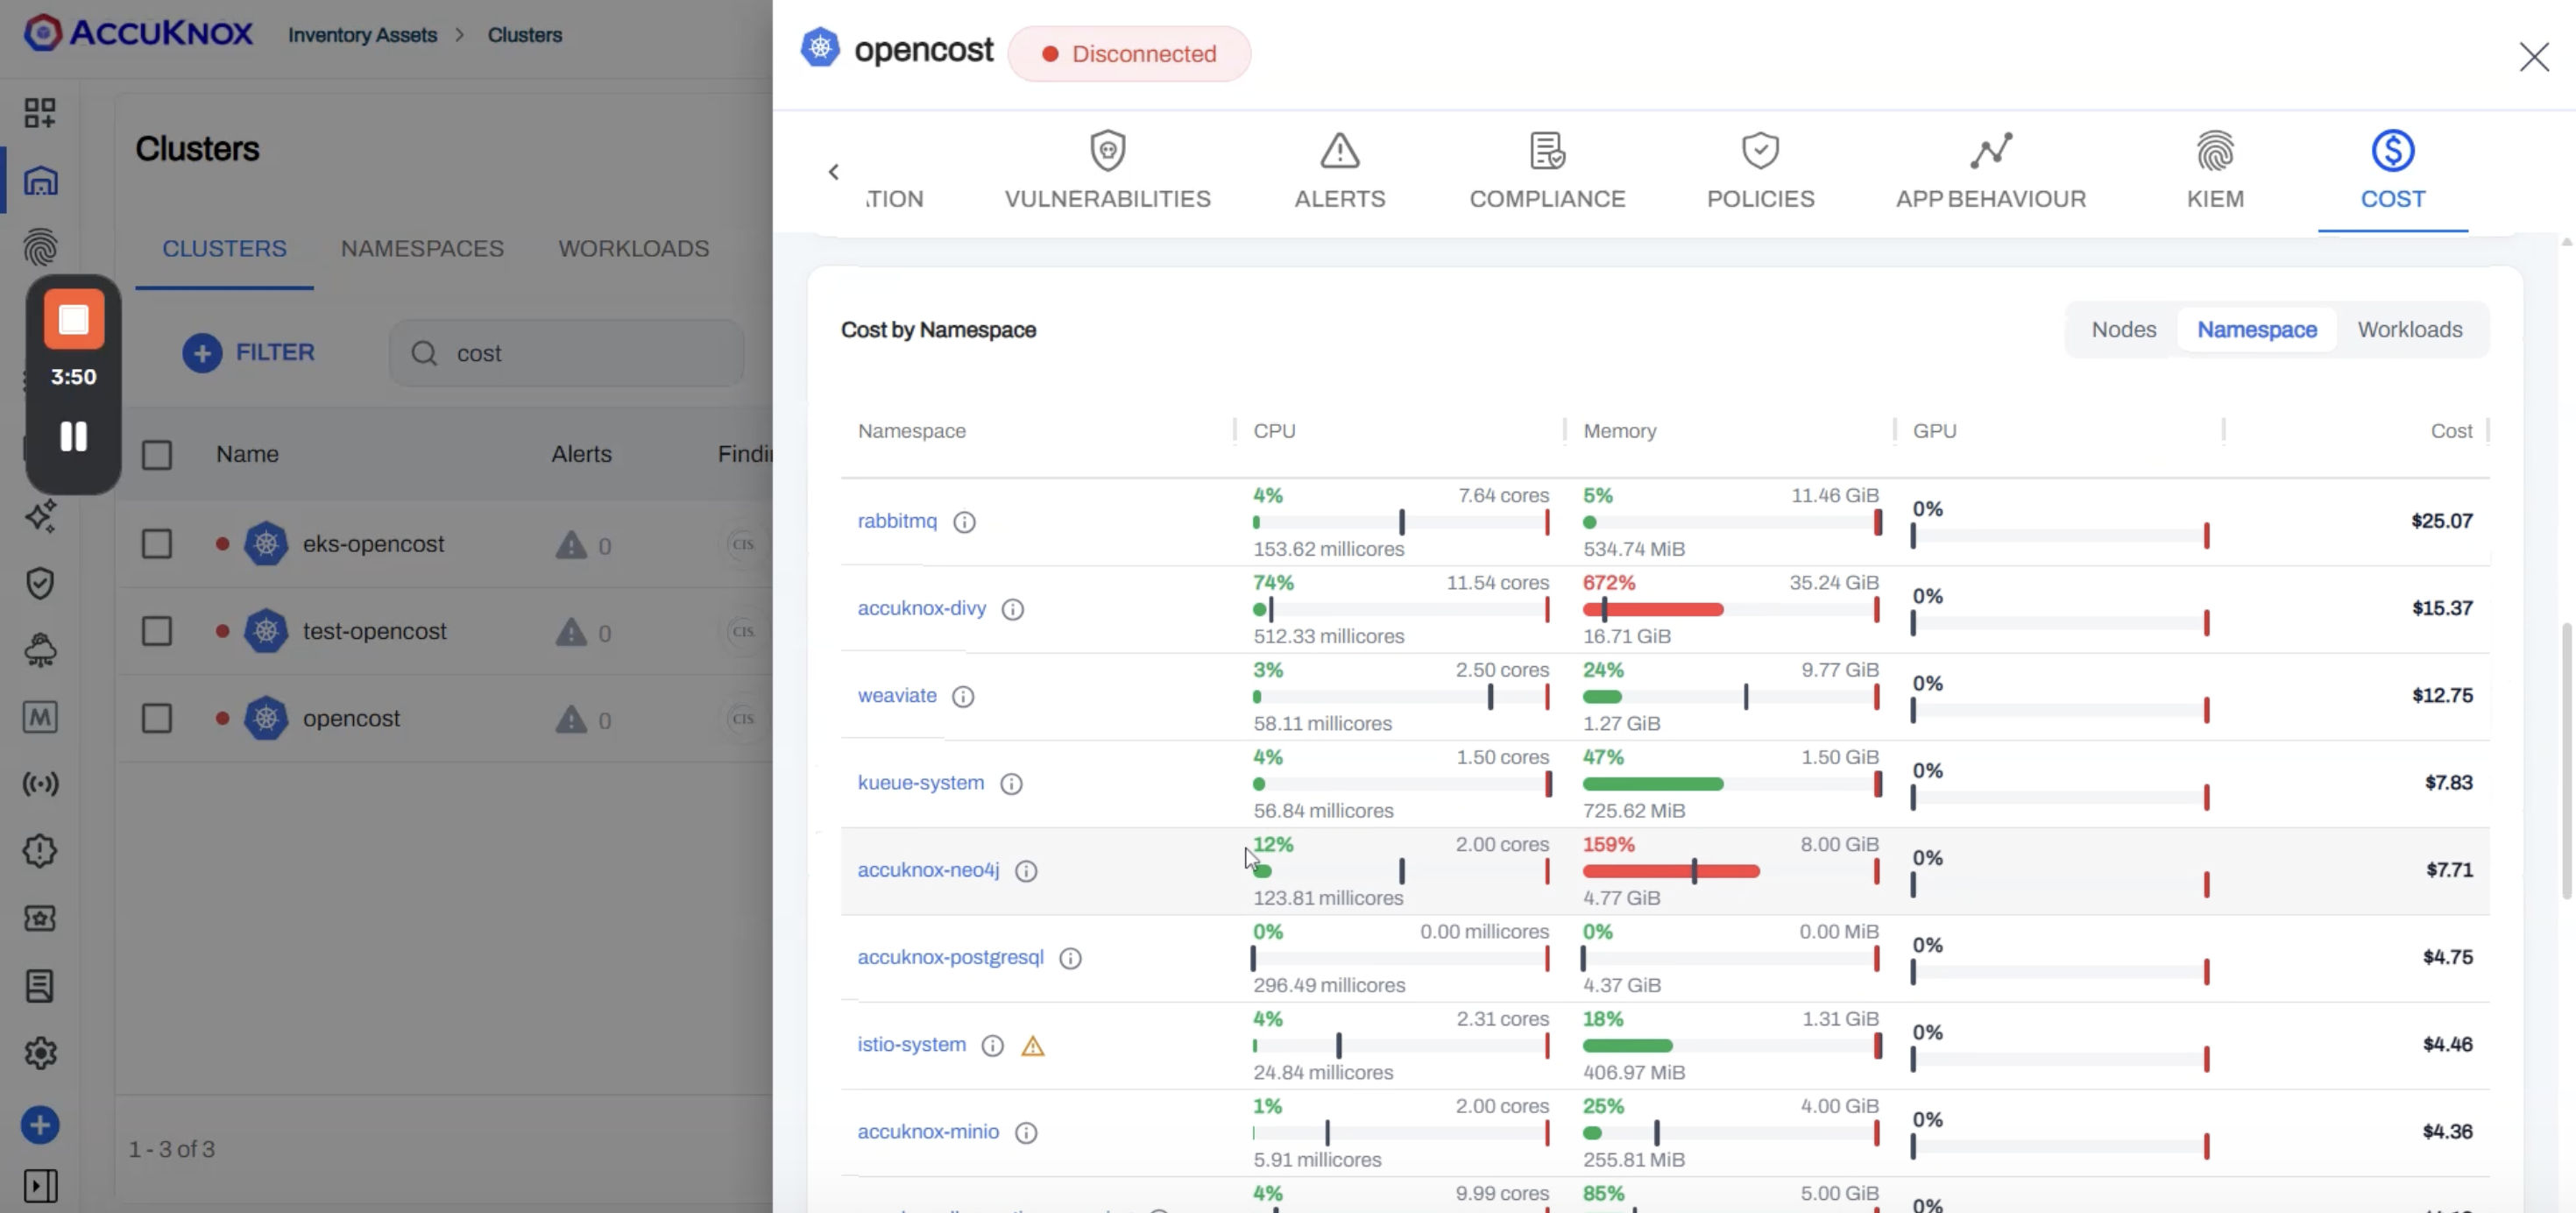 ACCUKNOX
Inventory Assets > Clusters
opencost
Disconnected
Clusters
CLUSTERS
NAMESPACES
WORKLOADS
FILTER
cost
3:50
Name
Alerts
eks-opencost
0
CIS
test-opencost
0
CIS
opencost
0
CIS
1 - 3 of 3
VULNERABILITIES
ALERTS
COMPLIANCE
POLICIES
APP BEHAVIOUR
KIEM
COST
Cost by Namespace
Nodes
Namespace
Workloads
Namespace
CPU
Memory
GPU
Cost
rabbitmq
4% 7.64 cores
153.62 millicores
5% 11.46 GiB
534.74 MiB
0%
$25.07
accuknox-divy
74% 11.54 cores
512.33 millicores
672% 35.24 GiB
16.71 GiB
0%
$15.37
weaviate
3% 2.50 cores
58.11 millicores
24% 9.77 GiB
1.27 GiB
0%
$12.75
kueue-system
4% 1.50 cores
56.84 millicores
47% 1.50 GiB
725.62 MiB
0%
$7.83
accuknox-neo4j
12% 2.00 cores
123.81 millicores
159% 8.00 GiB
4.77 GiB
0%
$7.71
accuknox-postgresql
0% 0.00 millicores
296.49 millicores
0% 0.00 MiB
4.37 GiB
0%
$4.75
istio-system
4% 2.31 cores
24.84 millicores
18% 1.31 GiB
406.97 MiB
0%
$4.46
accuknox-minio
1% 2.00 cores
5.91 millicores
25% 4.00 GiB
255.81 MiB
0%
$4.36
4% 9.99 cores
85% 5.00 GiB
0%